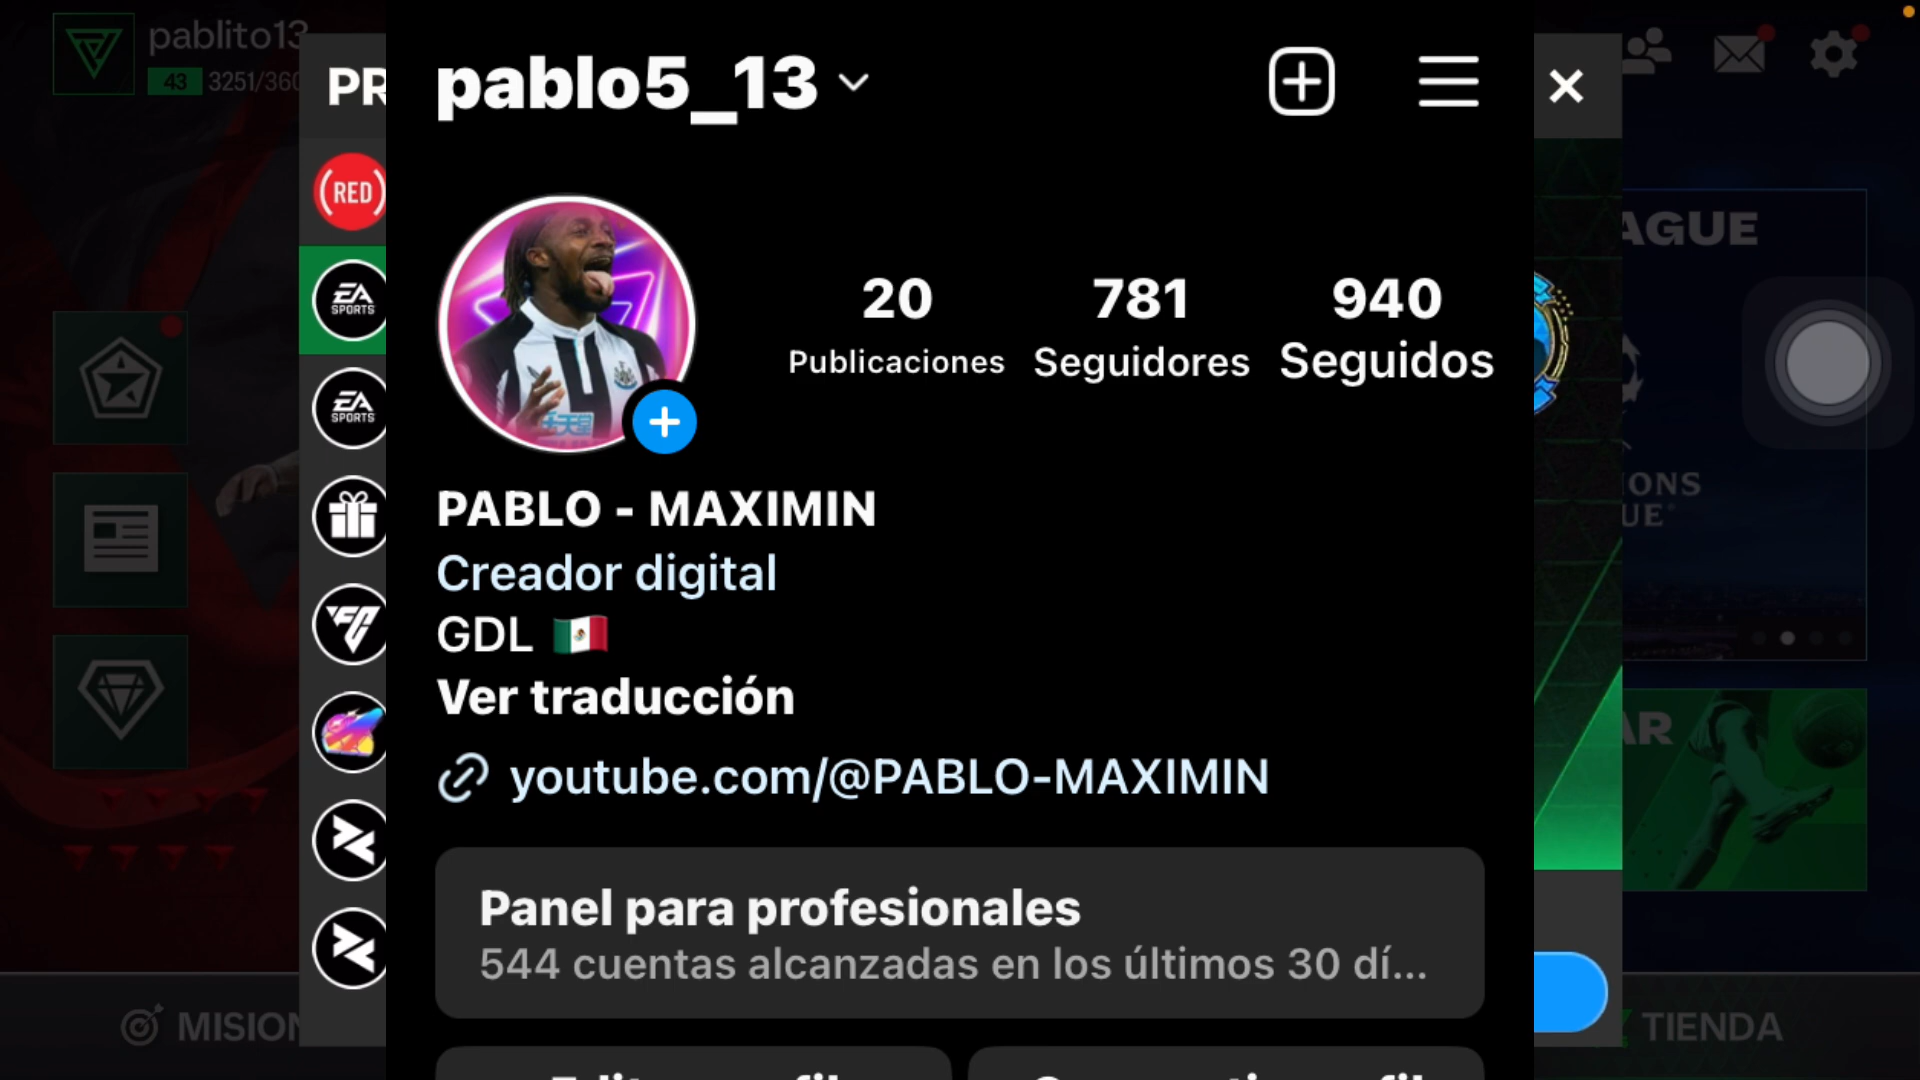 pablito13
43 3251/360
PR
pablo5_13
(RED)
EA
SPORTS
EA
SPORTS
20
Publicaciones
781
Seguidores
940
Seguidos
PABLO - MAXIMIN
Creador digital
GDL 🇲🇽
Ver traducción
youtube.com/@PABLO-MAXIMIN
Panel para profesionales
544 cuentas alcanzadas en los últimos 30 dí...
AGUE
IONS
UE
AR
MISION
TIENDA